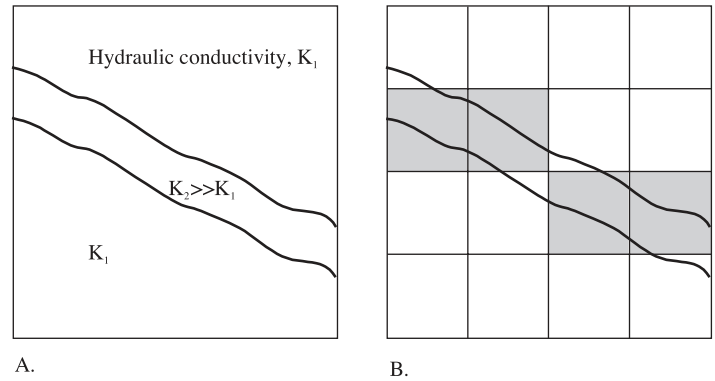 Hydraulic conductivity, K₁
K₂>>K₁
K₁
A.
B.